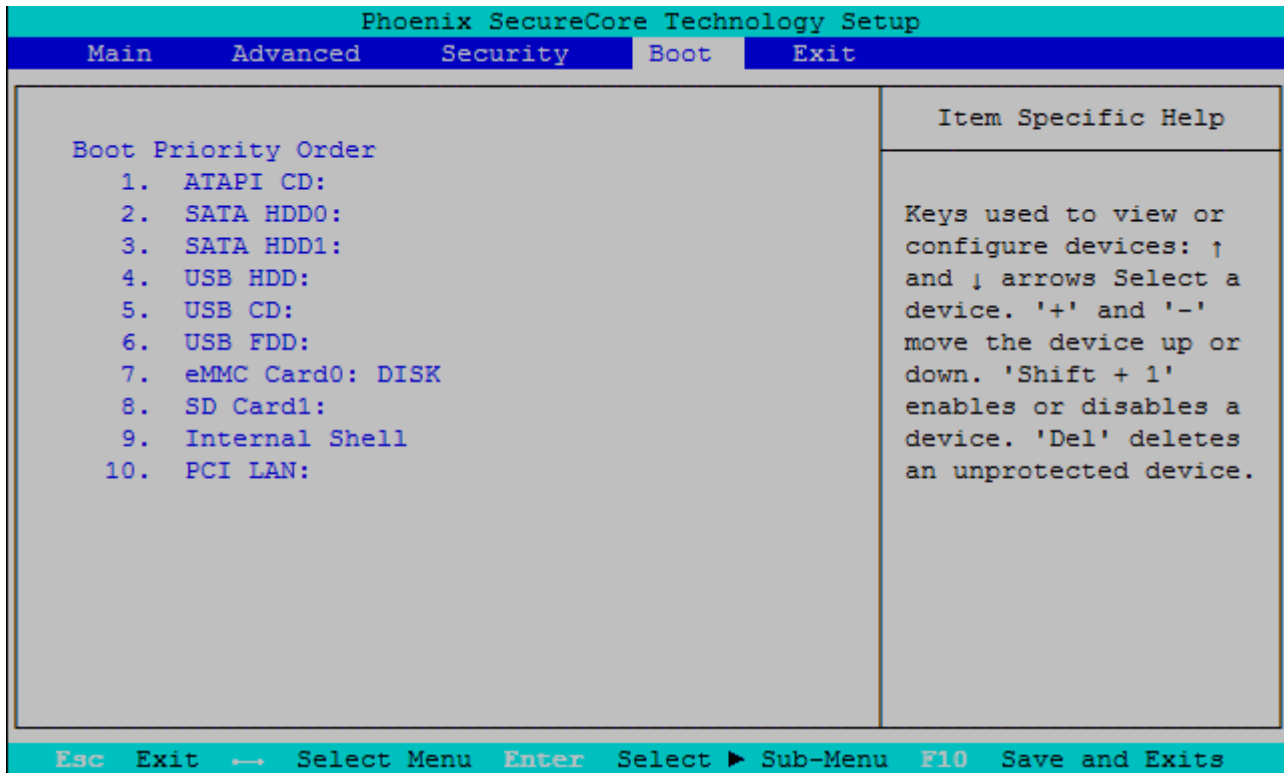 Phoenix SecureCore Technology Setup
Main Advanced Security Boot Exit
Boot Priority Order
1. ATAPI CD:
2. SATA HDD0:
3. SATA HDD1:
4. USB HDD:
5. USB CD:
6. USB FDD:
7. eMMC Card0: DISK
8. SD Card1:
9. Internal Shell
10. PCI LAN:
Item Specific Help
Keys used to view or
configure devices: ↑
and ↓ arrows Select a
device. '+' and '-'
move the device up or
down. 'Shift + 1'
enables or disables a
device. 'Del' deletes
an unprotected device.
Esc Exit ←→ Select Menu Enter Select ► Sub-Menu F10 Save and Exits